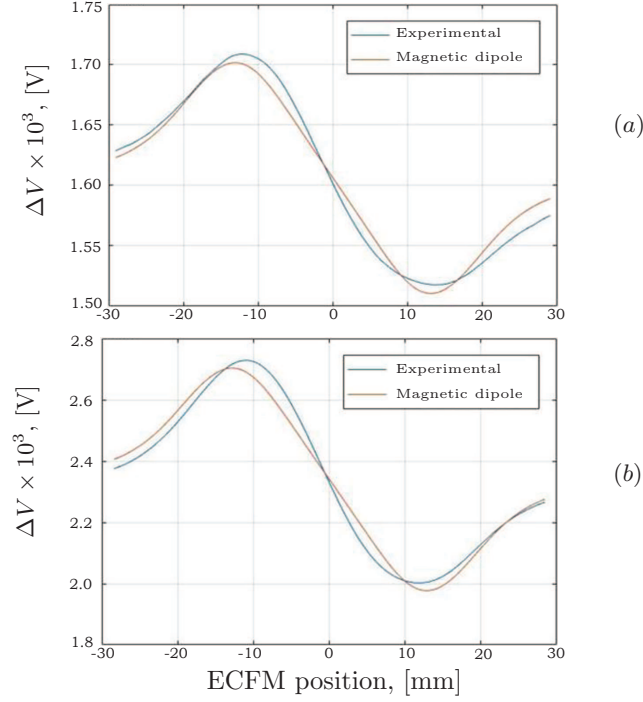 1.75
1.70
1.65
1.60
1.55
1.50
-30 -20 -10 0 10 20 30
ΔV × 10³, [V]
Experimental
Magnetic dipole
(a)
2.8
2.6
2.4
2.2
2.0
1.8
-30 -20 -10 0 10 20 30
ΔV × 10³, [V]
Experimental
Magnetic dipole
(b)
ECFM position, [mm]